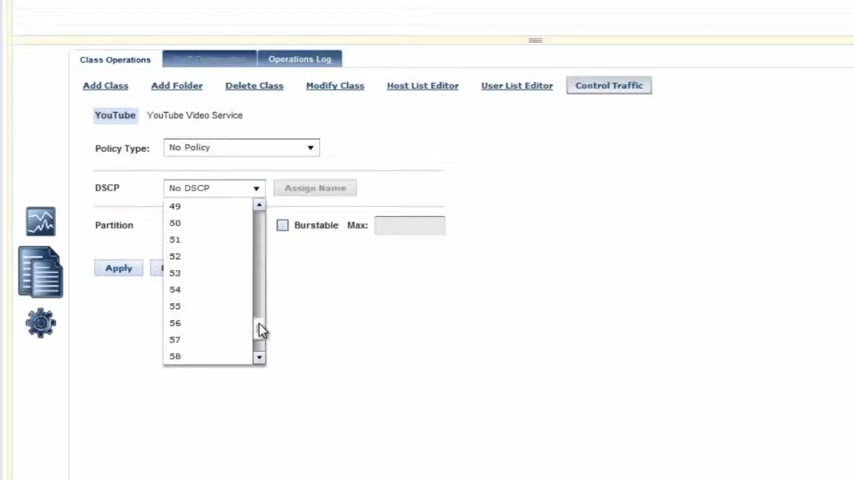 Class Operations Operations Log
Add Class Add Folder Delete Class Modify Class Host List Editor User List Editor Control Traffic
YouTube YouTube Video Service
Policy Type: No Policy
DSCP No DSCP Assign Name
49
50
Partition Burstable Max:
51
52
Apply
53
54
55
56
57
58